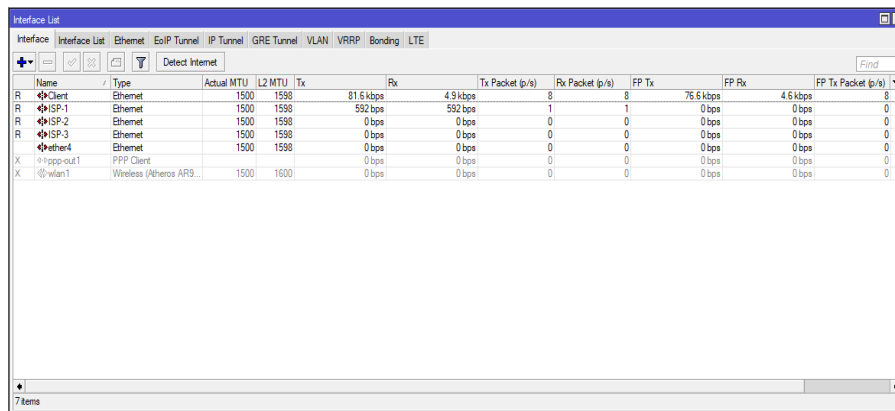 Interface List
Interface Interface List Ethernet EoIP Tunnel IP Tunnel GRE Tunnel VLAN VRRP Bonding LTE
Detect Internet Find
Name / Type Actual MTU L2 MTU Tx Rx Tx Packet (p/s) Rx Packet (p/s) FP Tx FP Rx FP Tx Packet (p/s)
R Client Ethernet 1500 1598 81.6 kbps 4.9 kbps 8 8 76.6 kbps 4.6 kbps 8
R ISP-1 Ethernet 1500 1598 592 bps 592 bps 1 1 0 bps 0 bps 0
R ISP-2 Ethernet 1500 1598 0 bps 0 bps 0 0 0 bps 0 bps 0
R ISP-3 Ethernet 1500 1598 0 bps 0 bps 0 0 0 bps 0 bps 0
ether4 Ethernet 1500 1598 0 bps 0 bps 0 0 0 bps 0 bps 0
X ppp-out1 PPP Client 0 bps 0 bps 0 0 0 bps 0 bps 0
X wlan1 Wireless (Atheros AR9... 1500 1600 0 bps 0 bps 0 0 0 bps 0 bps 0
7 items